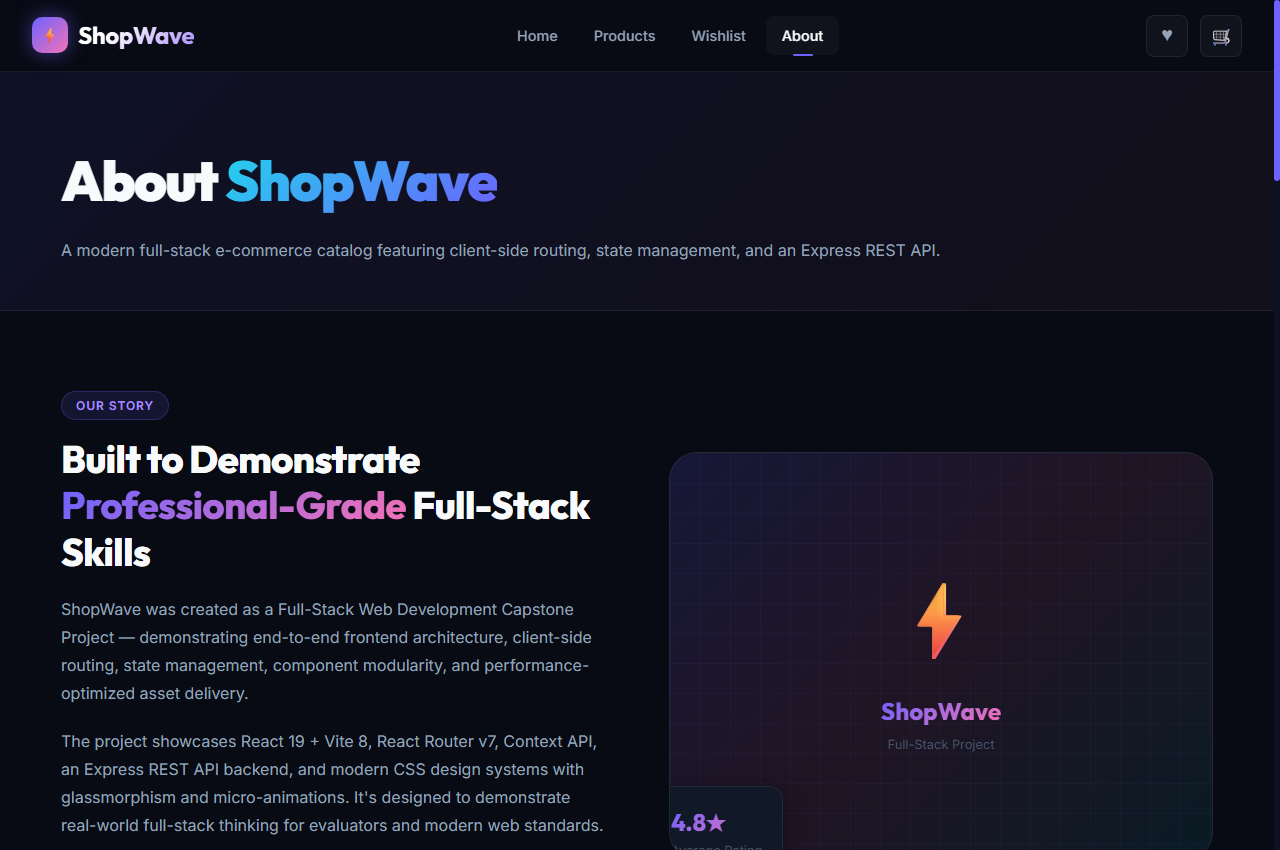 ShopWave
Home
Products
Wishlist
About
About ShopWave
A modern full-stack e-commerce catalog featuring client-side routing, state management, and an Express REST API.
OUR STORY
Built to Demonstrate
Professional-Grade Full-Stack
Skills
ShopWave was created as a Full-Stack Web Development Capstone
Project — demonstrating end-to-end frontend architecture, client-side
routing, state management, component modularity, and performance-
optimized asset delivery.
The project showcases React 19 + Vite 8, React Router v7, Context API,
an Express REST API backend, and modern CSS design systems with
glassmorphism and micro-animations. It's designed to demonstrate
real-world full-stack thinking for evaluators and modern web standards.
ShopWave
Full-Stack Project
4.8★
Average Rating